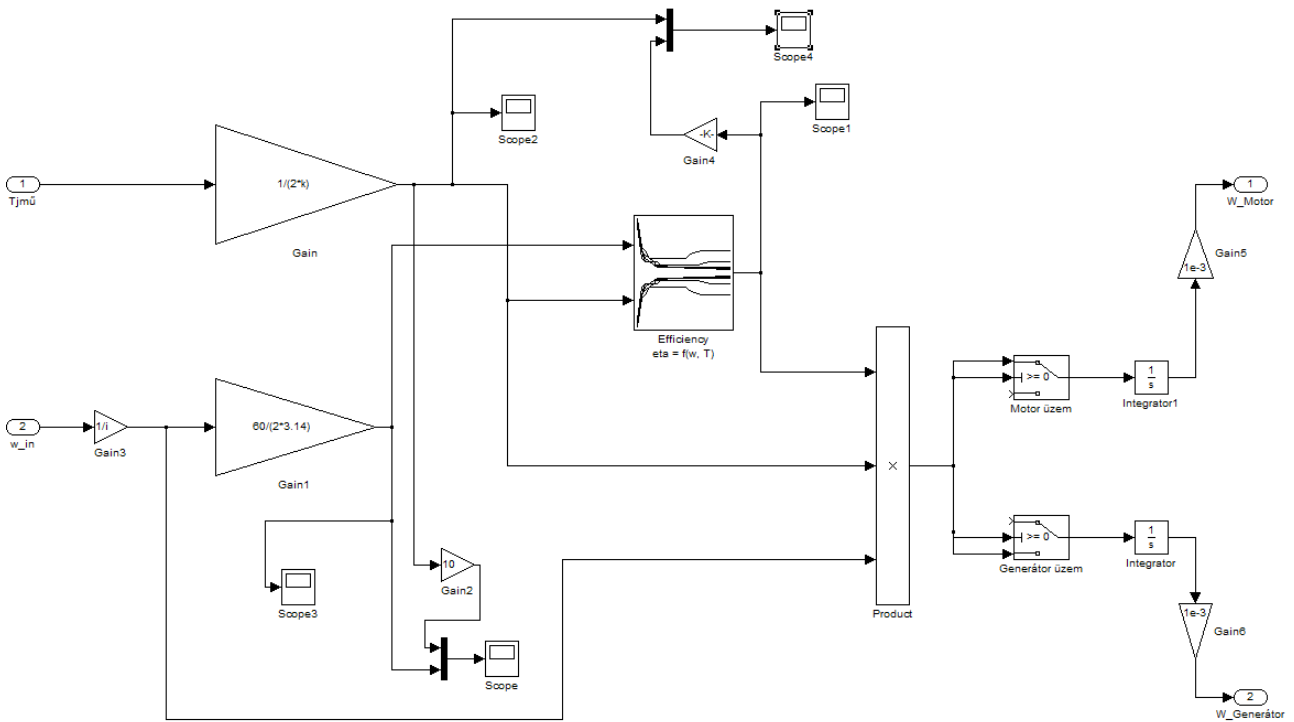 Scope4
Scope2
-K-
Gain4
Scope1
1
Tjmű
1/(2*k)
Gain
1
W_Motor
1e-3
Gain5
Efficiency
eta = f(w, T)
>= 0
Motor üzem
1
s
Integrator1
2
w_in
1/i
Gain3
60/(2*3.14)
Gain1
×
Product
>= 0
Generátor üzem
1
s
Integrator
10
Gain2
Scope3
Scope
1e-3
Gain6
2
W_Generátor